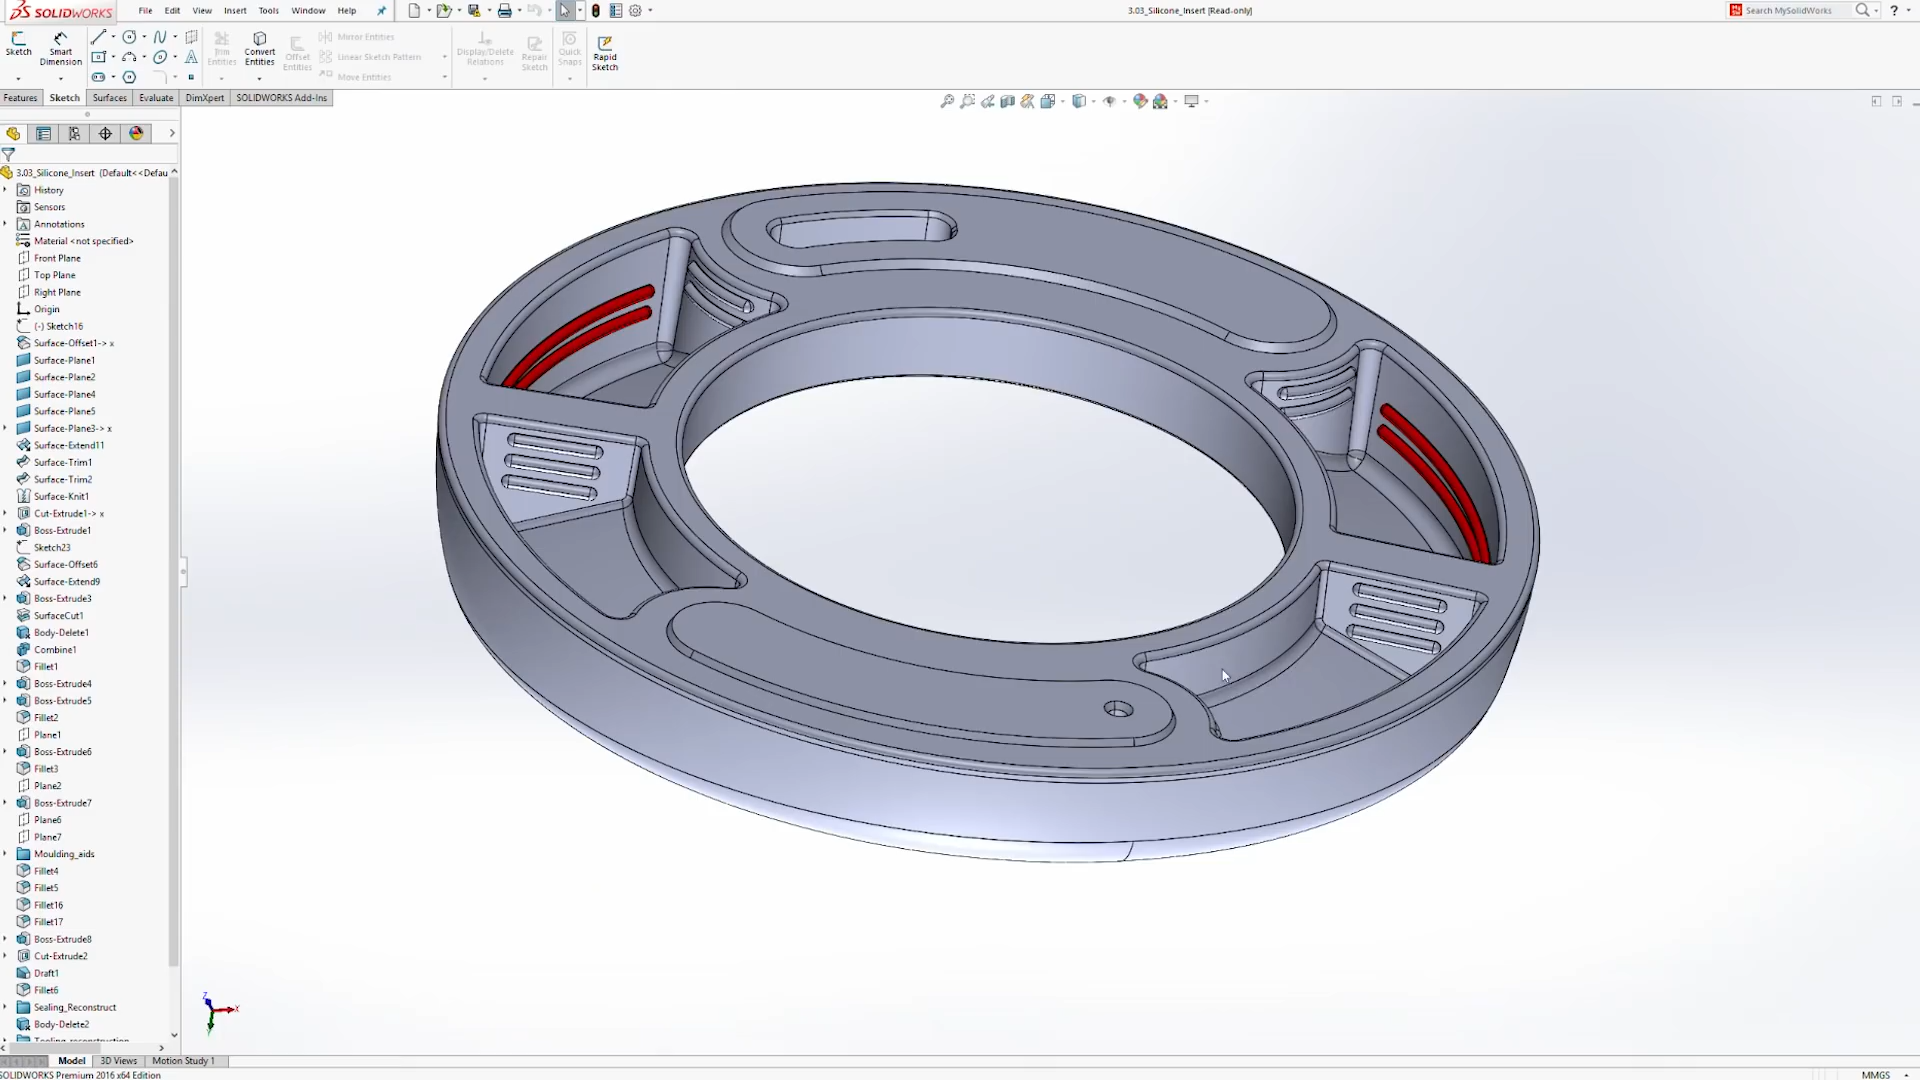 SOLIDWORKS File Edit View Insert Tools Window Help
3.03_Silicone_Insert [Read-only]
Search MySolidWorks
?
Sketch
Smart Dimension
Trim Entities
Convert Entities
Offset Entities
Mirror Entities
Linear Sketch Pattern
Move Entities
Display/Delete Relations
Repair Sketch
Quick Snaps
Rapid Sketch
Features Sketch Surfaces Evaluate DimXpert SOLIDWORKS Add-Ins
3.03_Silicone_Insert (Default<<Defau
History
Sensors
Annotations
Material <not specified>
Front Plane
Top Plane
Right Plane
Origin
(-) Sketch16
Surface-Offset1-> x
Surface-Plane1
Surface-Plane2
Surface-Plane4
Surface-Plane5
Surface-Plane3-> x
Surface-Extend11
Surface-Trim1
Surface-Trim2
Surface-Knit1
Cut-Extrude1-> x
Boss-Extrude1
Sketch23
Surface-Offset6
Surface-Extend9
Boss-Extrude3
SurfaceCut1
Body-Delete1
Combine1
Fillet1
Boss-Extrude4
Boss-Extrude5
Fillet2
Plane1
Boss-Extrude6
Fillet3
Plane2
Boss-Extrude7
Plane6
Plane7
Moulding_aids
Fillet4
Fillet5
Fillet16
Fillet17
Boss-Extrude8
Cut-Extrude2
Draft1
Fillet6
Sealing_Reconstruct
Body-Delete2
Tooling_reconstruction
Z
X
Model 3D Views Motion Study 1
SOLIDWORKS Premium 2016 x64 Edition
MMGS